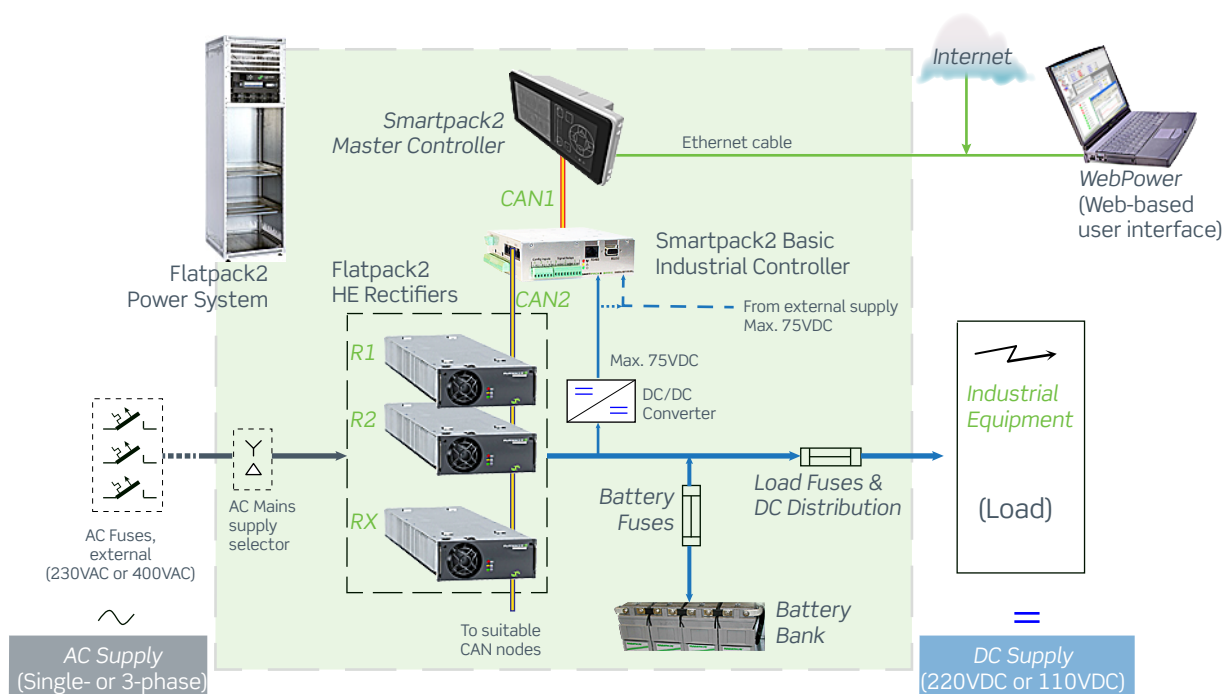 Internet
Smartpack2
Master Controller
Ethernet cable
WebPower
(Web-based
user interface)
CAN1
Smartpack2 Basic
Industrial Controller
Flatpack2
Power System
Flatpack2
HE Rectifiers
CAN2
From external supply
Max. 75VDC
R1
Max. 75VDC
DC/DC
Converter
R2
Industrial
Equipment
(Load)
AC Mains
supply
selector
Battery
Fuses
Load Fuses &
DC Distribution
RX
AC Fuses,
external
(230VAC or 400VAC)
Battery
Bank
To suitable
CAN nodes
AC Supply
(Single- or 3-phase)
DC Supply
(220VDC or 110VDC)